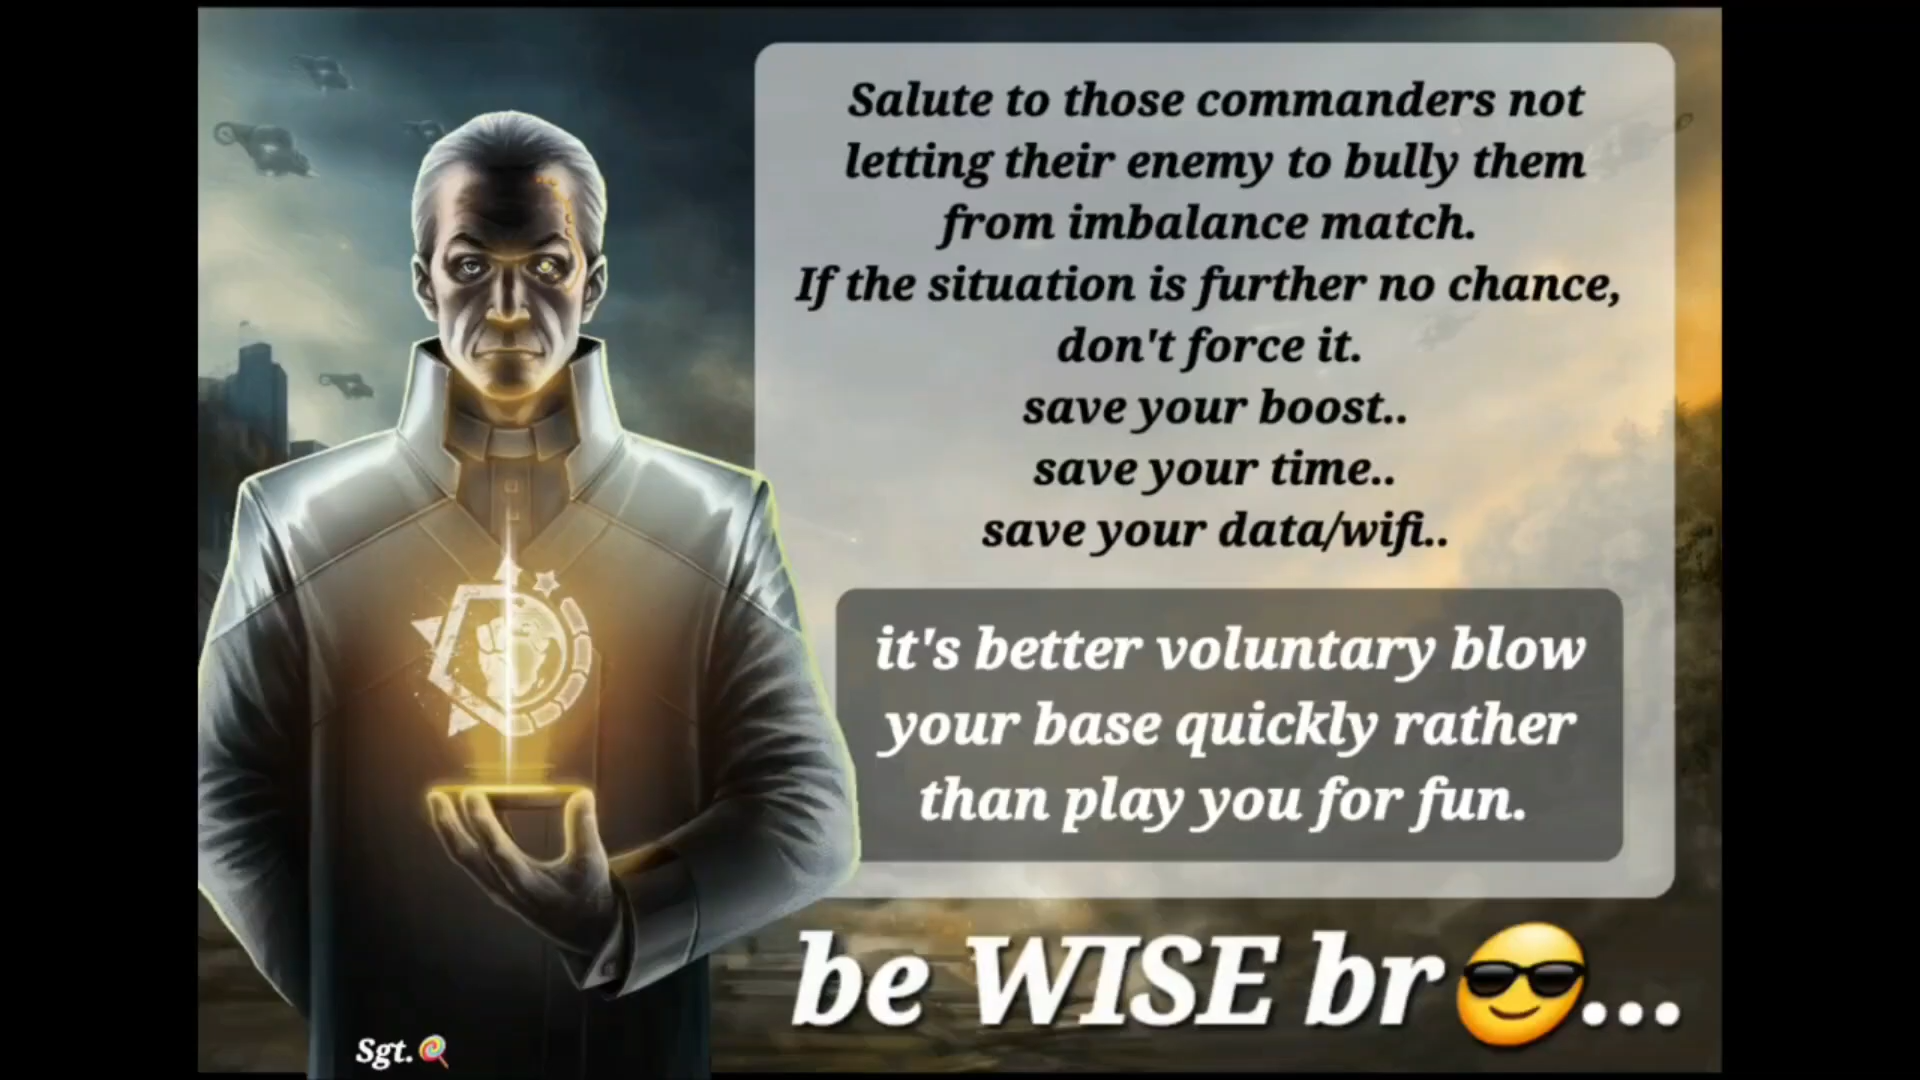 Salute to those commanders not
letting their enemy to bully them
from imbalance match.
If the situation is further no chance,
don't force it.
save your boost..
save your time..
save your data/wifi..
it's better voluntary blow
your base quickly rather
than play you for fun.
be WISE br😎...
Sgt.🍭